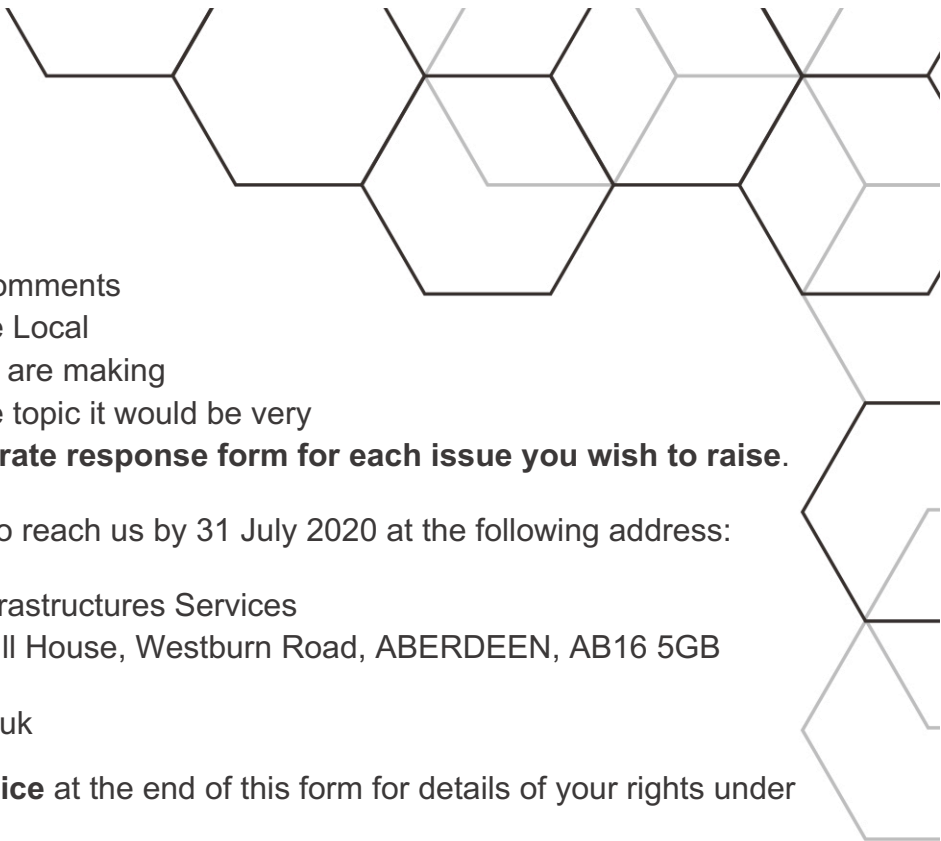 omments
e Local
are making
e topic it would be very
rate response form for each issue you wish to raise.
o reach us by 31 July 2020 at the following address:
rastructures Services
ll House, Westburn Road, ABERDEEN, AB16 5GB
uk
ice at the end of this form for details of your rights under